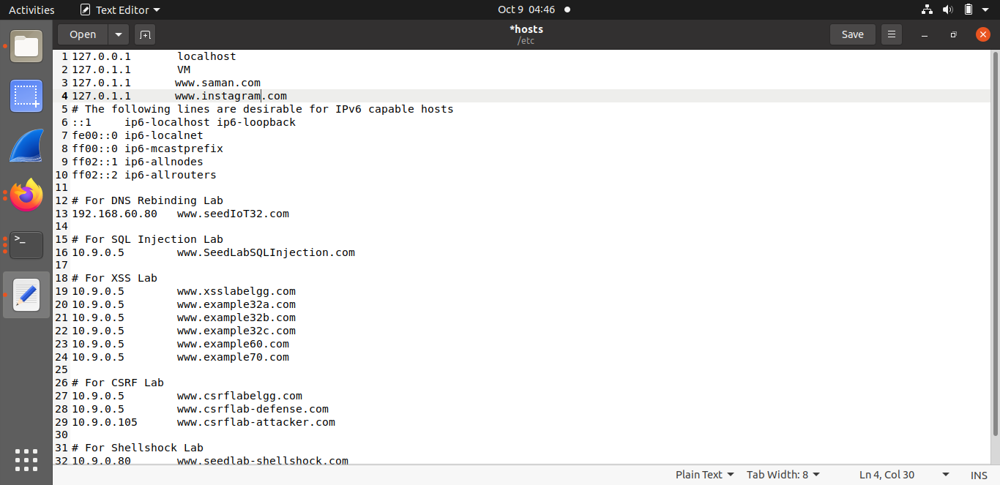 Activities Text Editor Oct 9 04:46
Open *hosts Save
/etc
1 127.0.0.1 localhost
2 127.0.1.1 VM
3 127.0.1.1 www.saman.com
4 127.0.1.1 www.instagram.com
5 # The following lines are desirable for IPv6 capable hosts
6 ::1 ip6-localhost ip6-loopback
7 fe00::0 ip6-localnet
8 ff00::0 ip6-mcastprefix
9 ff02::1 ip6-allnodes
10 ff02::2 ip6-allrouters
11
12 # For DNS Rebinding Lab
13 192.168.60.80 www.seedIoT32.com
14
15 # For SQL Injection Lab
16 10.9.0.5 www.SeedLabSQLInjection.com
17
18 # For XSS Lab
19 10.9.0.5 www.xsslabelgg.com
20 10.9.0.5 www.example32a.com
21 10.9.0.5 www.example32b.com
22 10.9.0.5 www.example32c.com
23 10.9.0.5 www.example60.com
24 10.9.0.5 www.example70.com
25
26 # For CSRF Lab
27 10.9.0.5 www.csrflabelgg.com
28 10.9.0.5 www.csrflab-defense.com
29 10.9.0.105 www.csrflab-attacker.com
30
31 # For Shellshock Lab
32 10.9.0.80 www.seedlab-shellshock.com
Plain Text Tab Width: 8 Ln 4, Col 30 INS